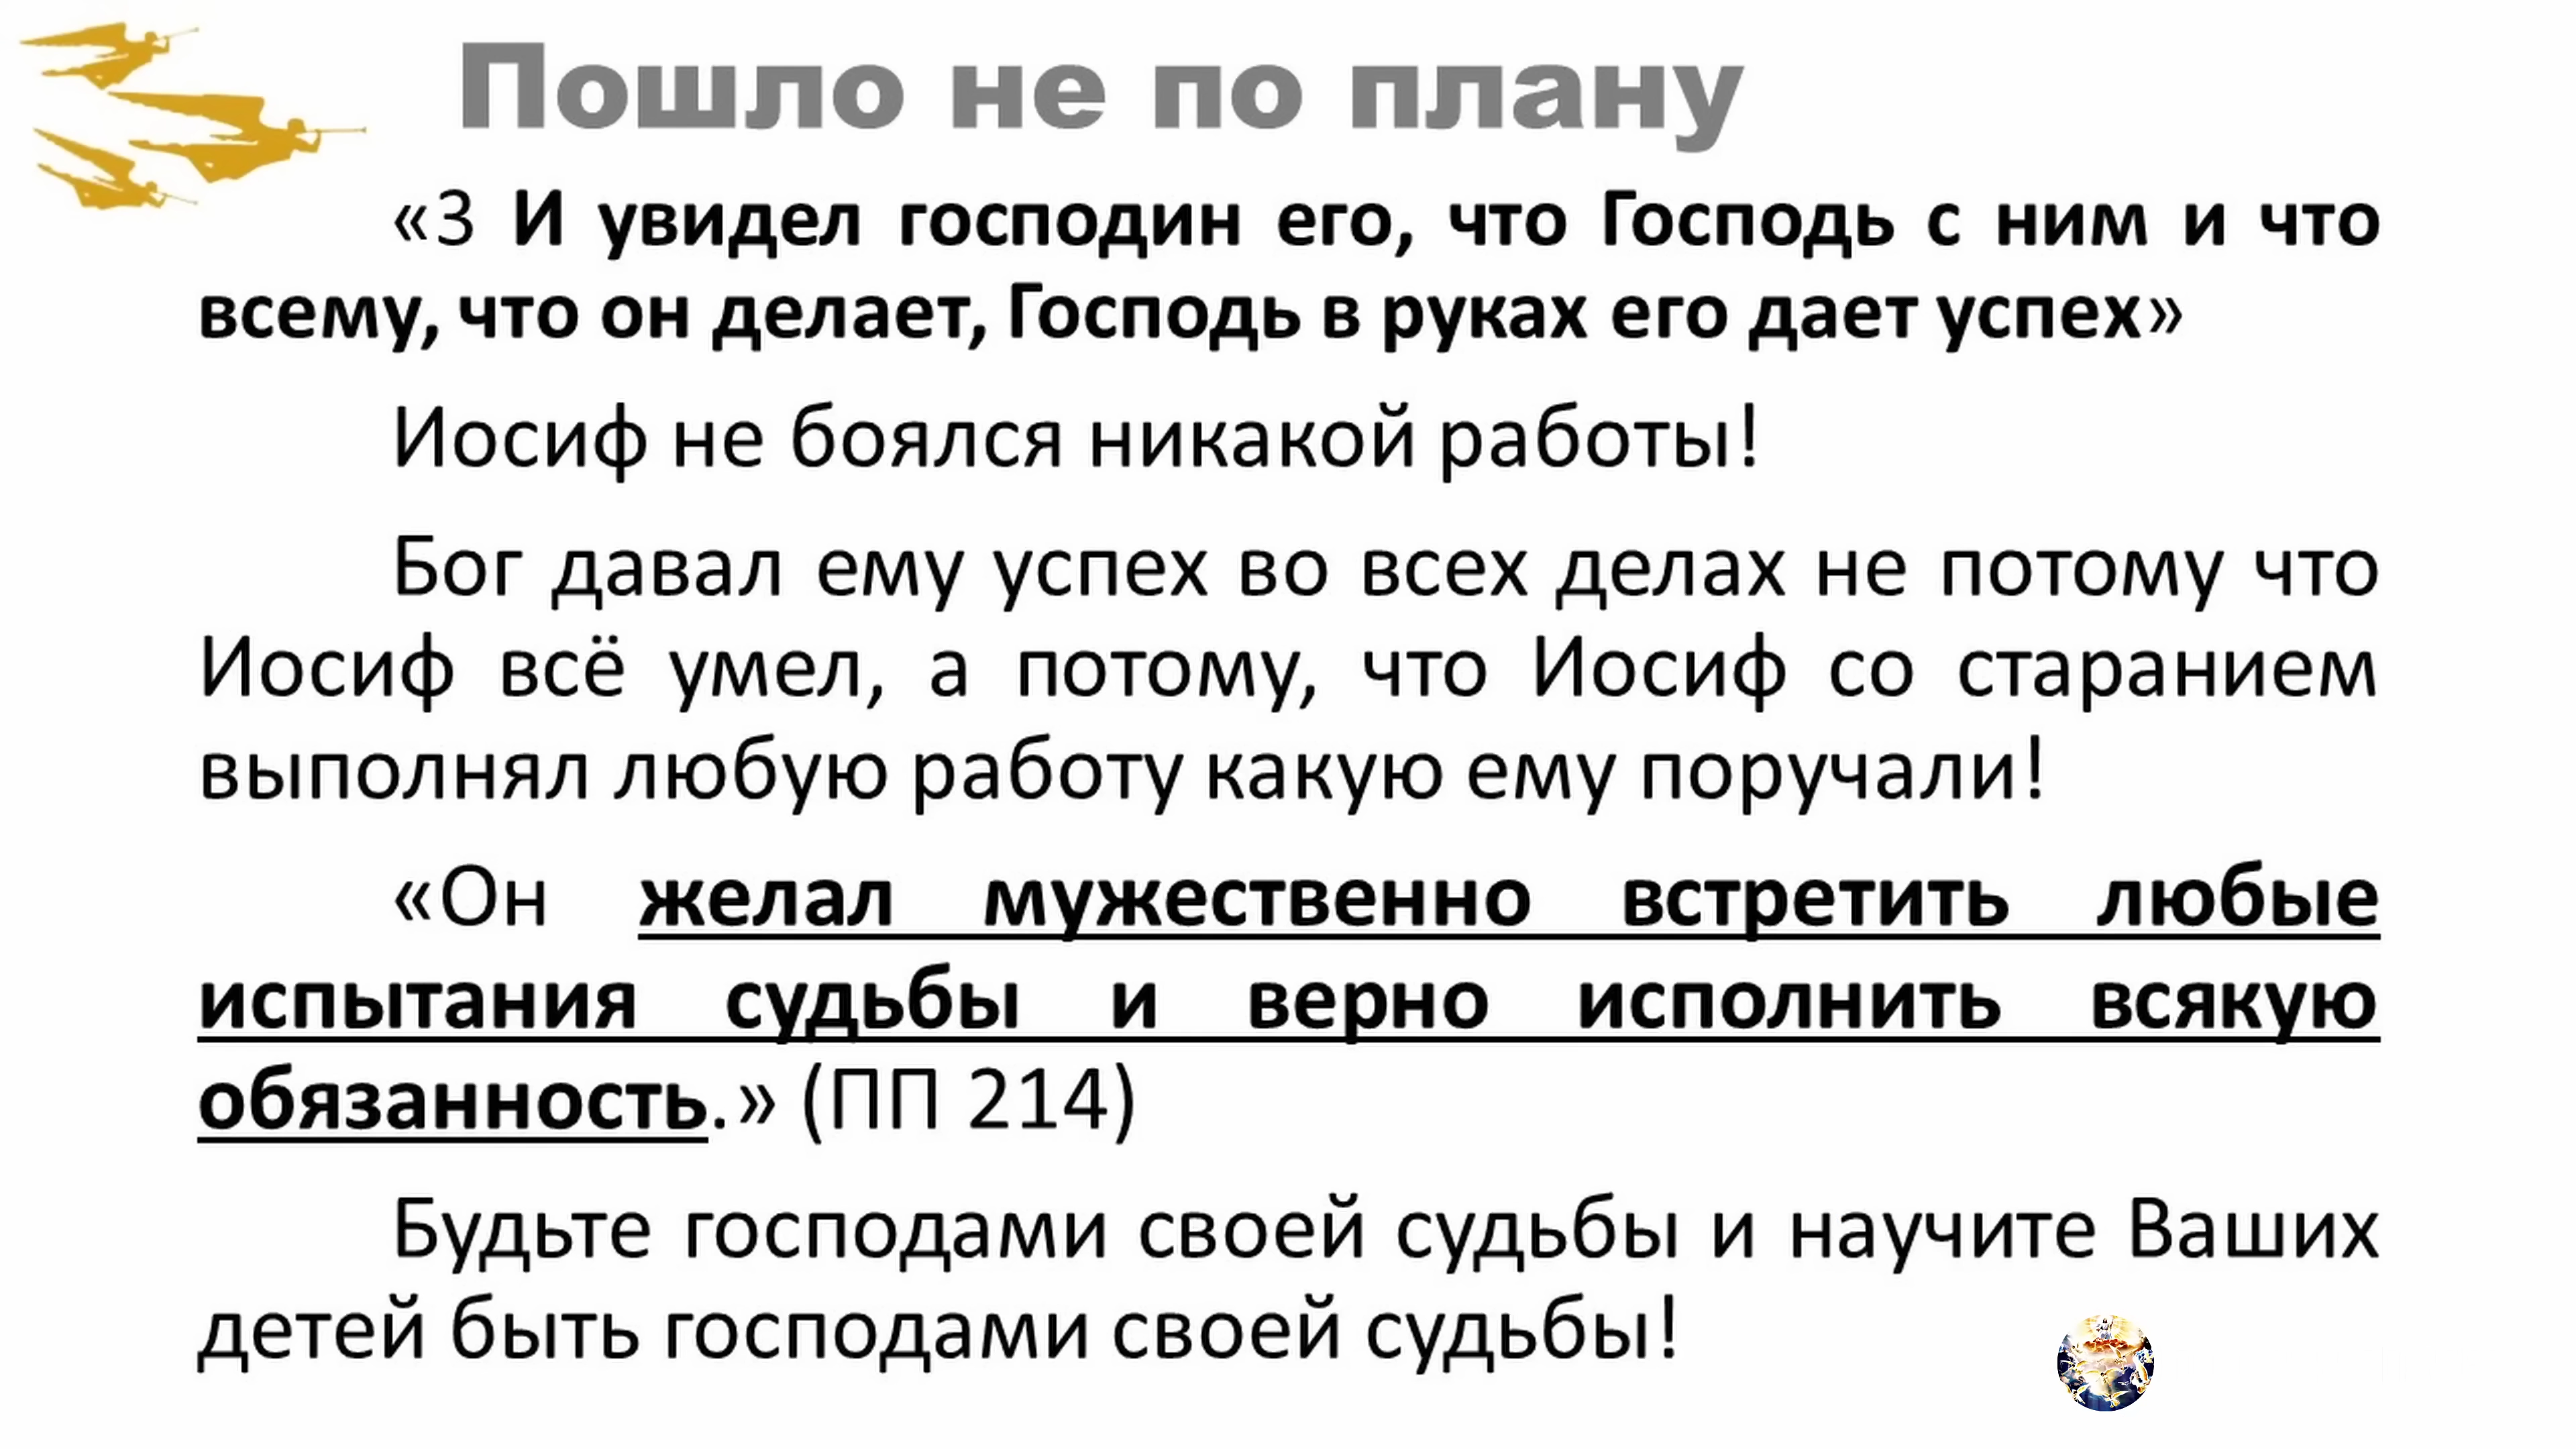 Пошло не по плану
«3 И увидел господин его, что Господь с ним и что
всему, что он делает, Господь в руках его дает успех»
Иосиф не боялся никакой работы!
Бог давал ему успех во всех делах не потому что
Иосиф всё умел, а потому, что Иосиф со старанием
выполнял любую работу какую ему поручали!
«Он желал мужественно встретить любые
испытания судьбы и верно исполнить всякую
обязанность.» (ПП 214)
Будьте господами своей судьбы и научите Ваших
детей быть господами своей судьбы!